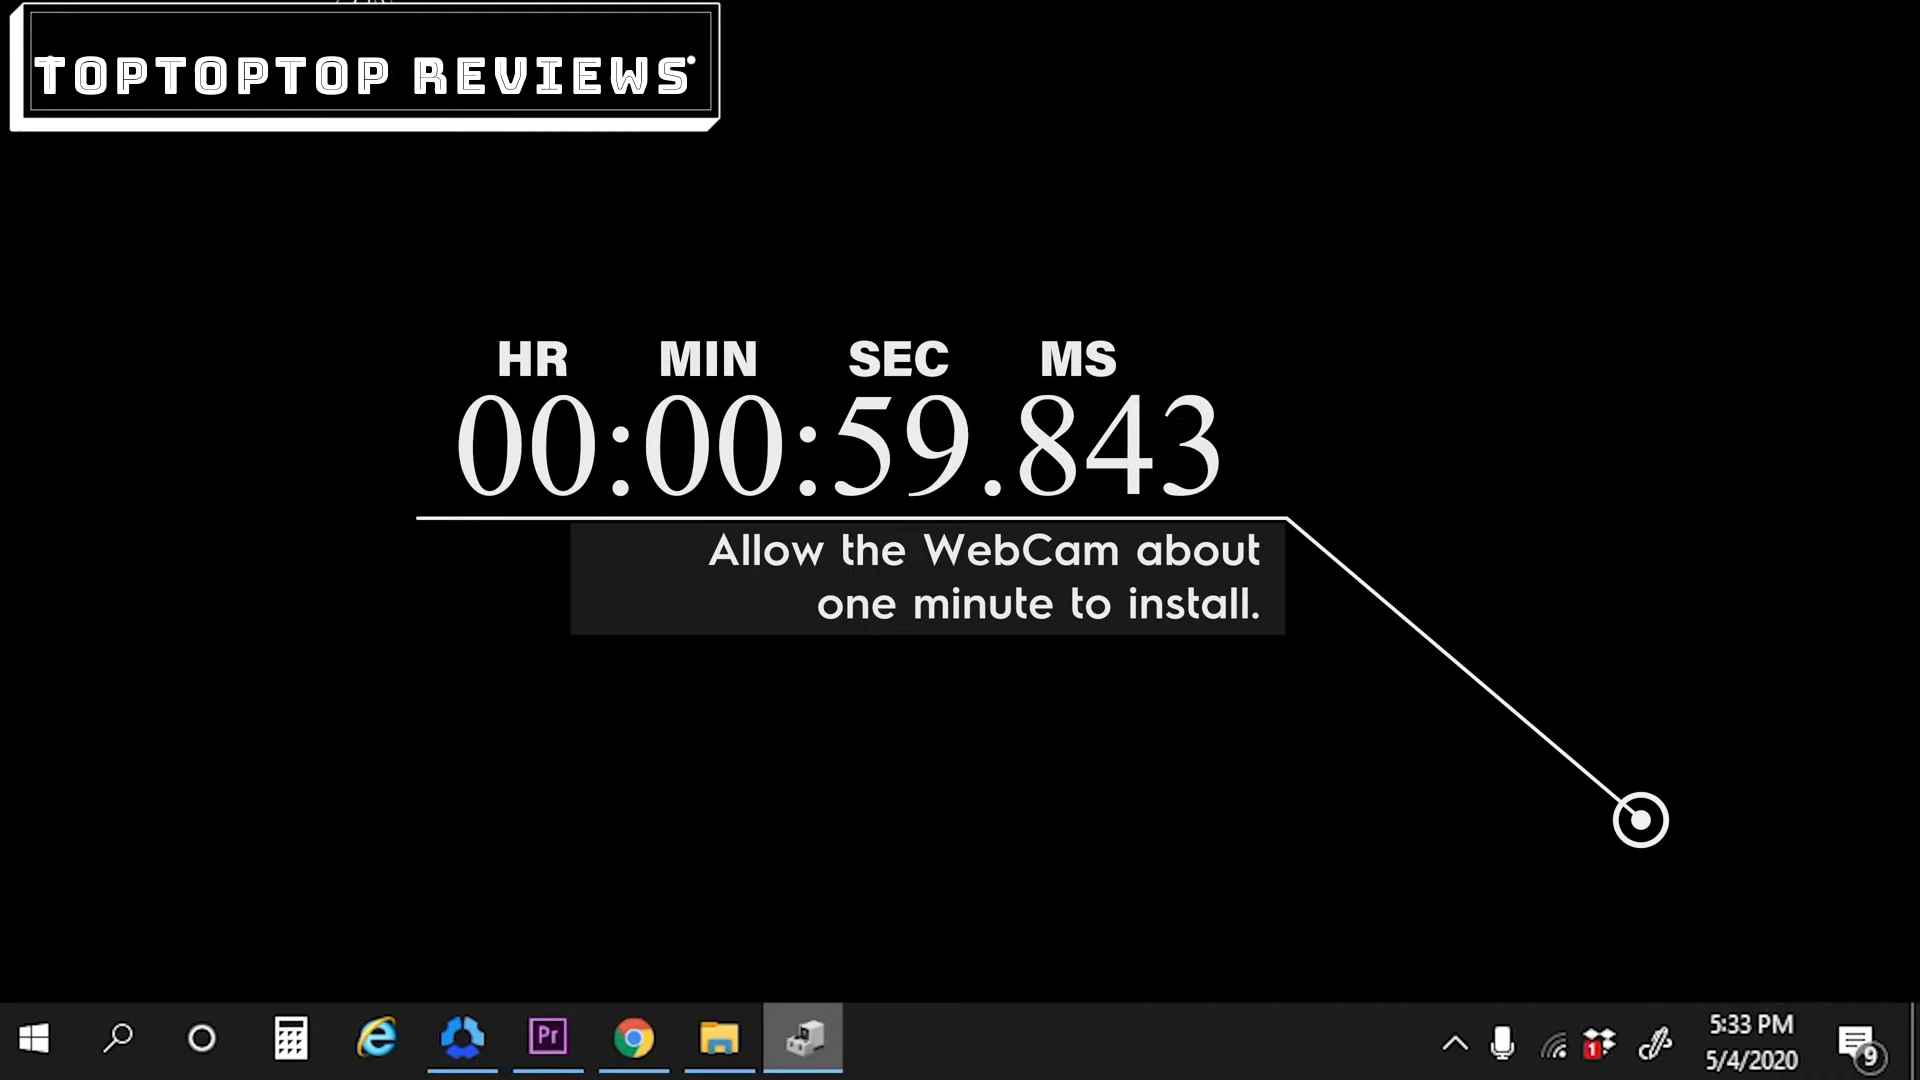 TOPTOPTOP REVIEWS
HR MIN SEC MS
00:00:59.843
Allow the WebCam about
one minute to install.
Pr
1
5:33 PM
5/4/2020
9